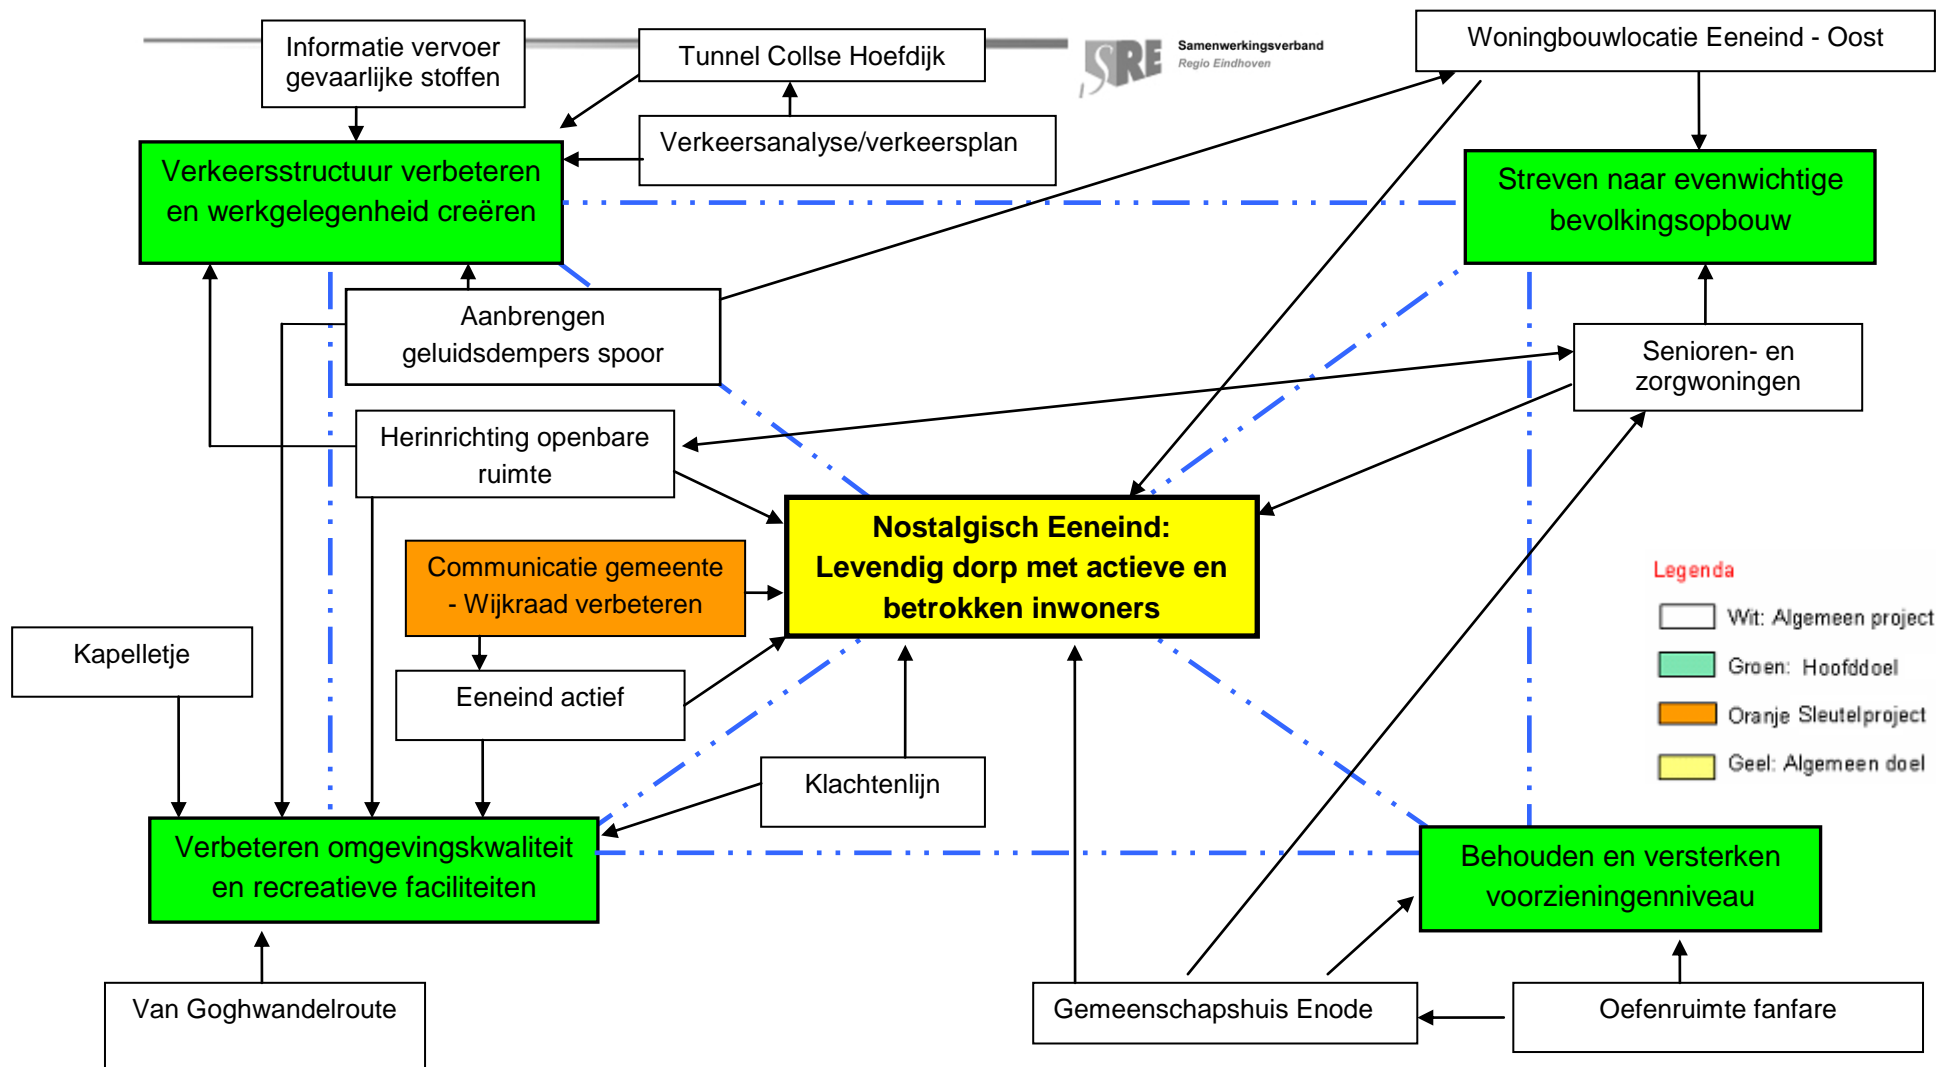 Informatie vervoer
gevaarlijke stoffen
Tunnel Collse Hoefdijk
SRE
Samenwerkingsverband
Regio Eindhoven
Woningbouwlocatie Eeneind - Oost
Verkeersanalyse/verkeersplan
Verkeersstructuur verbeteren
en werkgelegenheid creëren
Streven naar evenwichtige
bevolkingsopbouw
Aanbrengen
geluidsdempers spoor
Senioren- en
zorgwoningen
Herinrichting openbare
ruimte
Nostalgisch Eeneind:
Levendig dorp met actieve en
betrokken inwoners
Communicatie gemeente
- Wijkraad verbeteren
Legenda
Wit: Algemeen project
Groen: Hoofddoel
Oranje Sleutelproject
Geel: Algemeen doel
Kapelletje
Eeneind actief
Klachtenlijn
Verbeteren omgevingskwaliteit
en recreatieve faciliteiten
Behouden en versterken
voorzieningenniveau
Van Goghwandelroute
Gemeenschapshuis Enode
Oefenruimte fanfare